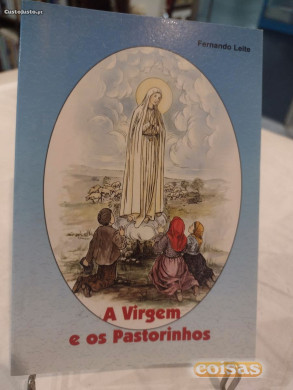 CustoJusto.pt
Fernando Leite
A Virgem
e os Pastorinhos
coisas